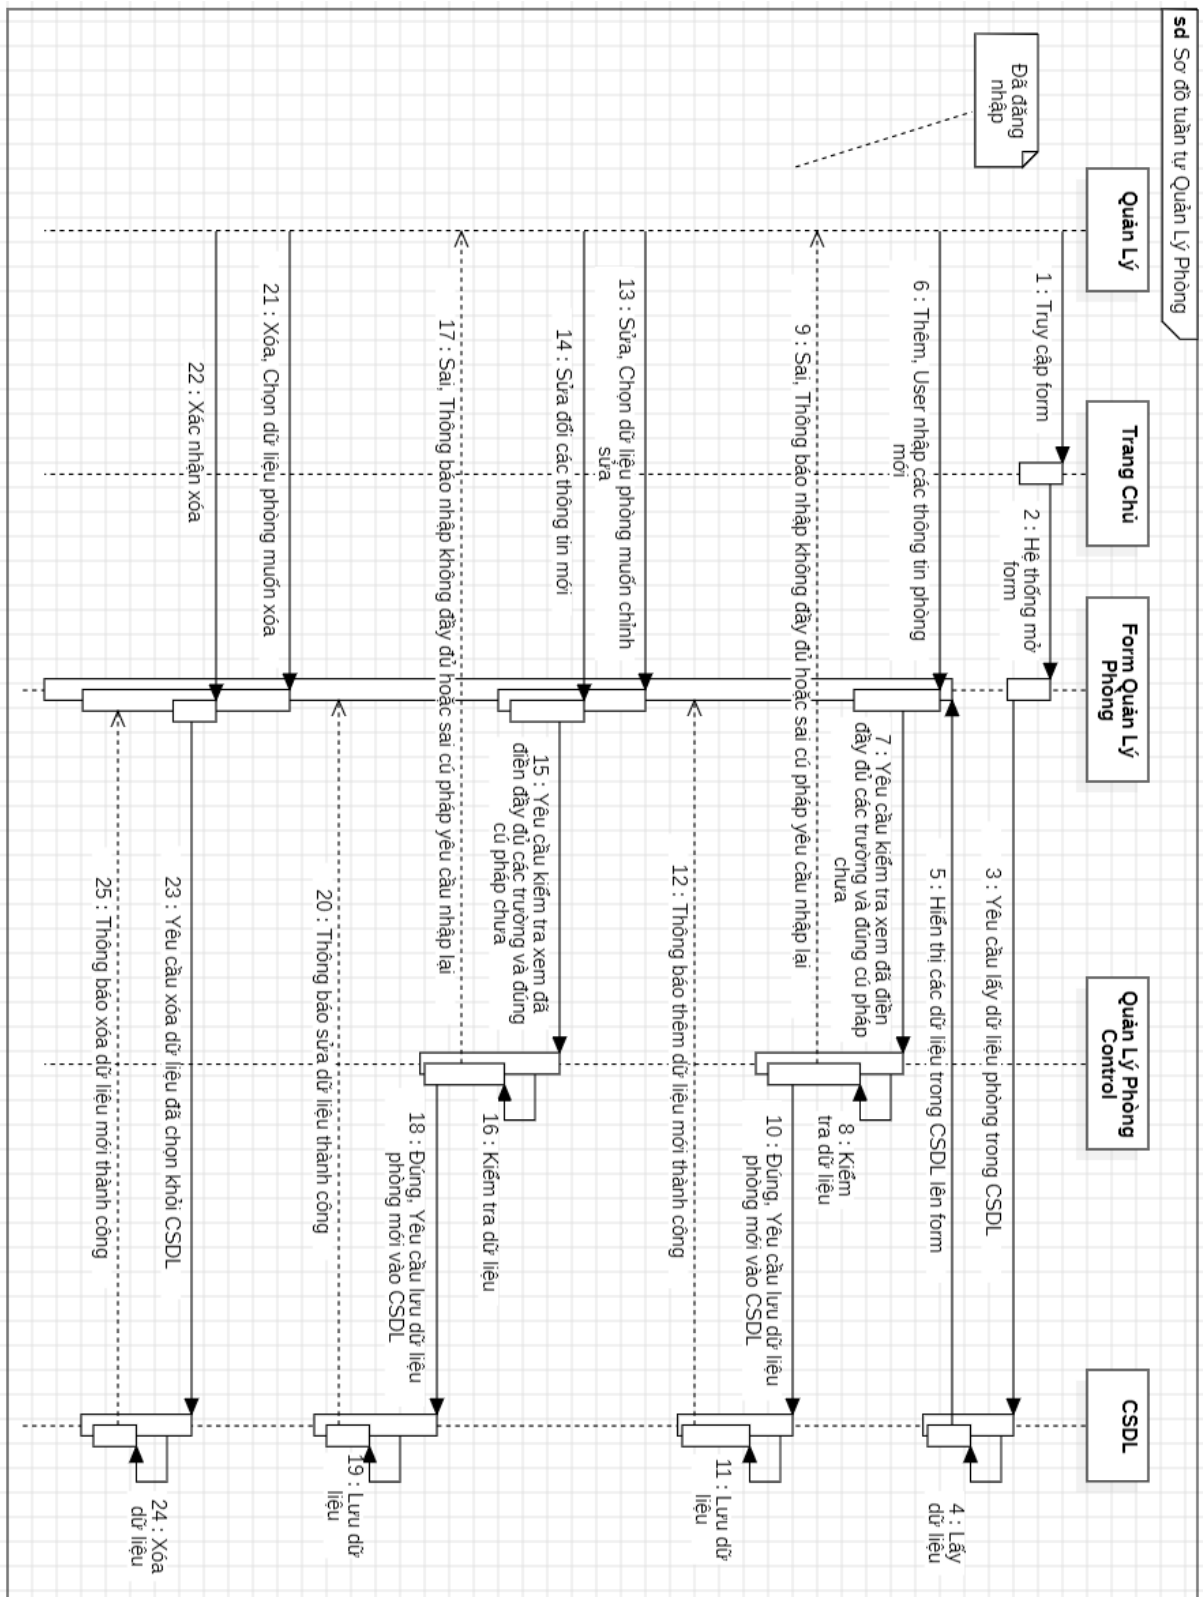 sd Sơ đồ tuần tự Quản Lý Phòng
Đã đăng
nhập
Quản Lý
Trang Chủ
Form Quản Lý
Phòng
Quản Lý Phòng
Control
CSDL
1 : Truy cập form
2 : Hệ thống mở
form
3 : Yêu cầu lấy dữ liệu phòng trong CSDL
4 : Lấy
dữ liệu
5 : Hiển thị các dữ liệu trong CSDL lên form
6 : Thêm, User nhập các thông tin phòng
mới
7 : Yêu cầu kiểm tra xem đã điền
đầy đủ các trường và đúng cú pháp
chưa
8 : Kiểm
tra dữ liệu
9 : Sai, Thông báo nhập không đầy đủ hoặc sai cú pháp yêu cầu nhập lại
10 : Đúng, Yêu cầu lưu dữ liệu
phòng mới vào CSDL
11 : Lưu dữ
liệu
12 : Thông báo thêm dữ liệu mới thành công
13 : Sửa, Chọn dữ liệu phòng muốn chỉnh
sửa
14 : Sửa đổi các thông tin mới
15 : Yêu cầu kiểm tra xem đã
điền đầy đủ các trường và đúng
cú pháp chưa
16 : Kiểm tra dữ liệu
17 : Sai, Thông báo nhập không đầy đủ hoặc sai cú pháp yêu cầu nhập lại
18 : Đúng, Yêu cầu lưu dữ liệu
phòng mới vào CSDL
19 : Lưu dữ
liệu
20 : Thông báo sửa dữ liệu thành công
21 : Xóa, Chọn dữ liệu phòng muốn xóa
22 : Xác nhận xóa
23 : Yêu cầu xóa dữ liệu đã chọn khỏi CSDL
24 : Xóa
dữ liệu
25 : Thông báo xóa dữ liệu mới thành công